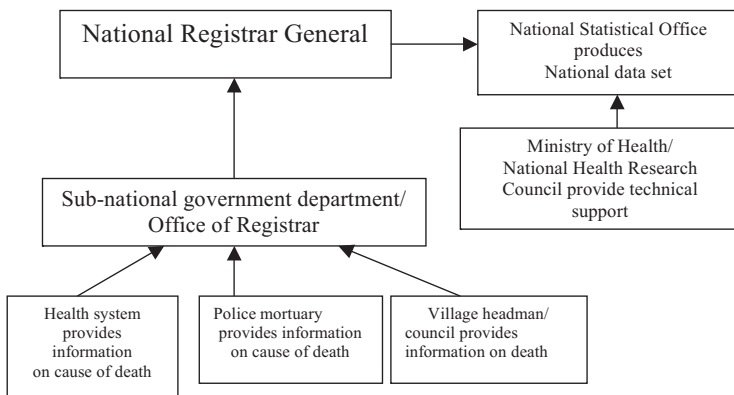 National Registrar General
National Statistical Office
produces
National data set
Ministry of Health/
National Health Research
Council provide technical
support
Sub-national government department/
Office of Registrar
Health system
provides
information
on cause of death
Police mortuary
provides information
on cause of death
Village headman/
council provides
information on death